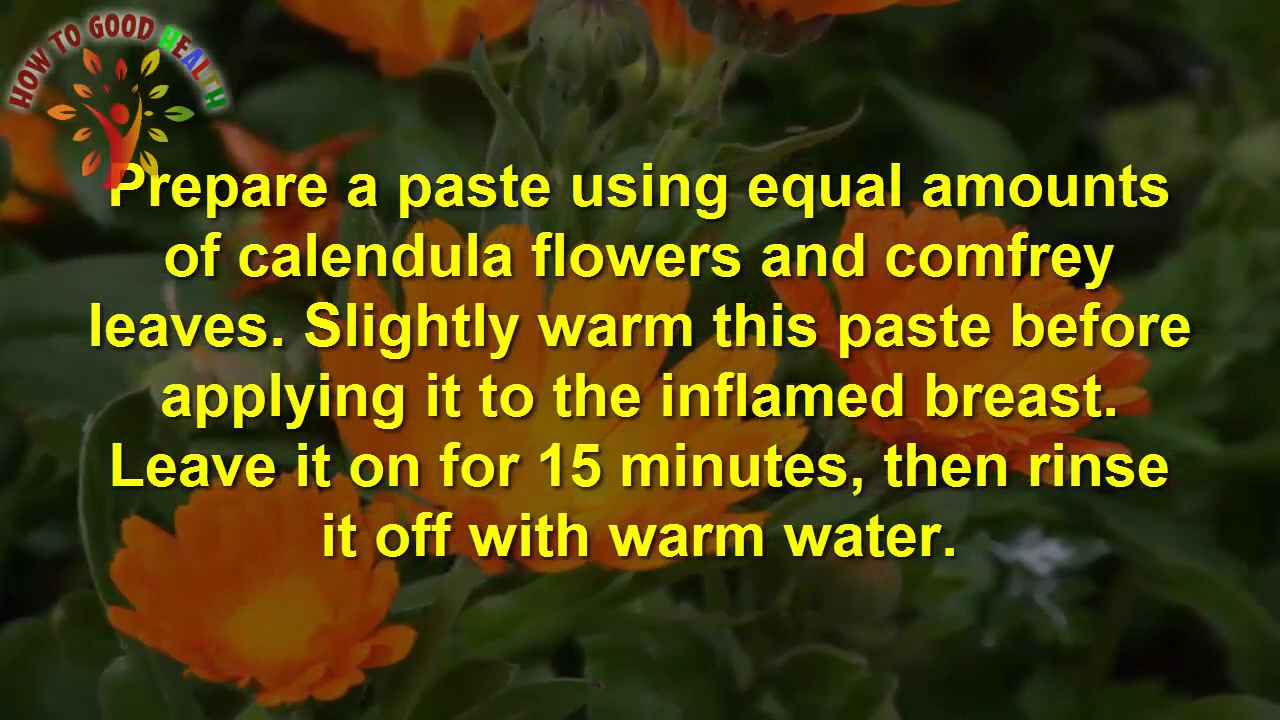 HOW TO GOOD HEALTH
Prepare a paste using equal amounts
of calendula flowers and comfrey
leaves. Slightly warm this paste before
applying it to the inflamed breast.
Leave it on for 15 minutes, then rinse
it off with warm water.